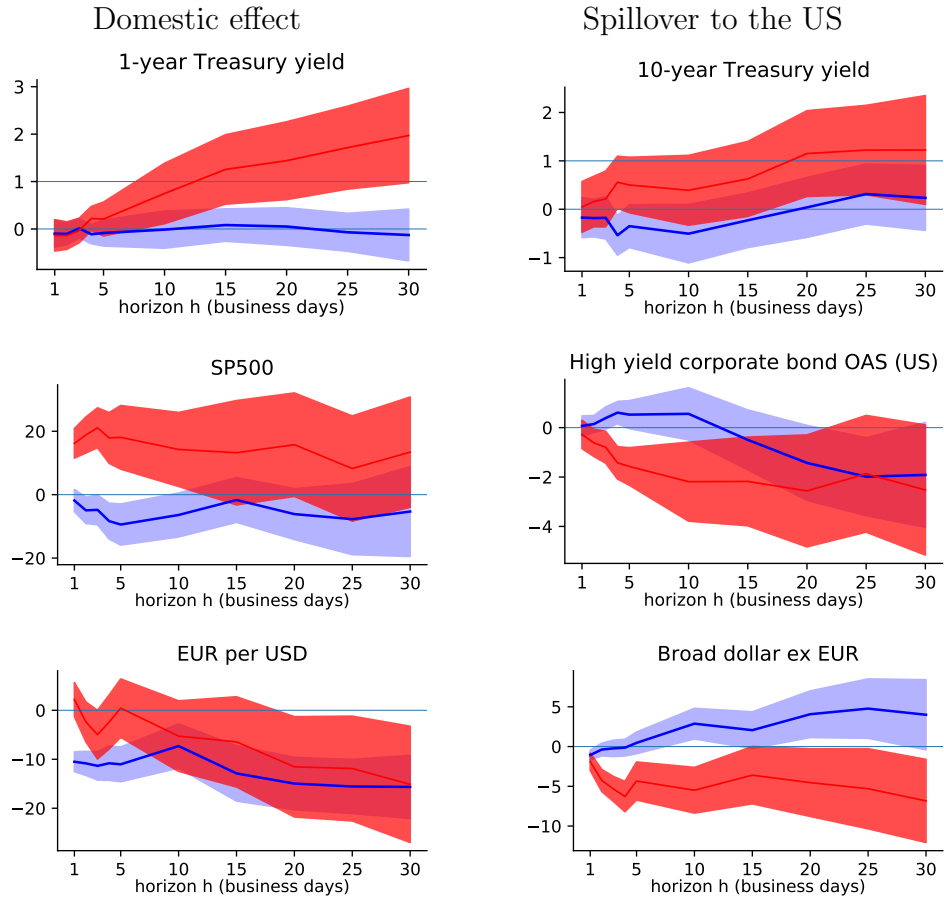 Domestic effect
Spillover to the US
1-year Treasury yield
3
2
1
0
1 5 10 15 20 25 30
horizon h (business days)
10-year Treasury yield
2
1
0
−1
1 5 10 15 20 25 30
horizon h (business days)
SP500
20
0
−20
1 5 10 15 20 25 30
horizon h (business days)
High yield corporate bond OAS (US)
0
−2
−4
1 5 10 15 20 25 30
horizon h (business days)
EUR per USD
0
−10
−20
1 5 10 15 20 25 30
horizon h (business days)
Broad dollar ex EUR
5
0
−5
−10
1 5 10 15 20 25 30
horizon h (business days)